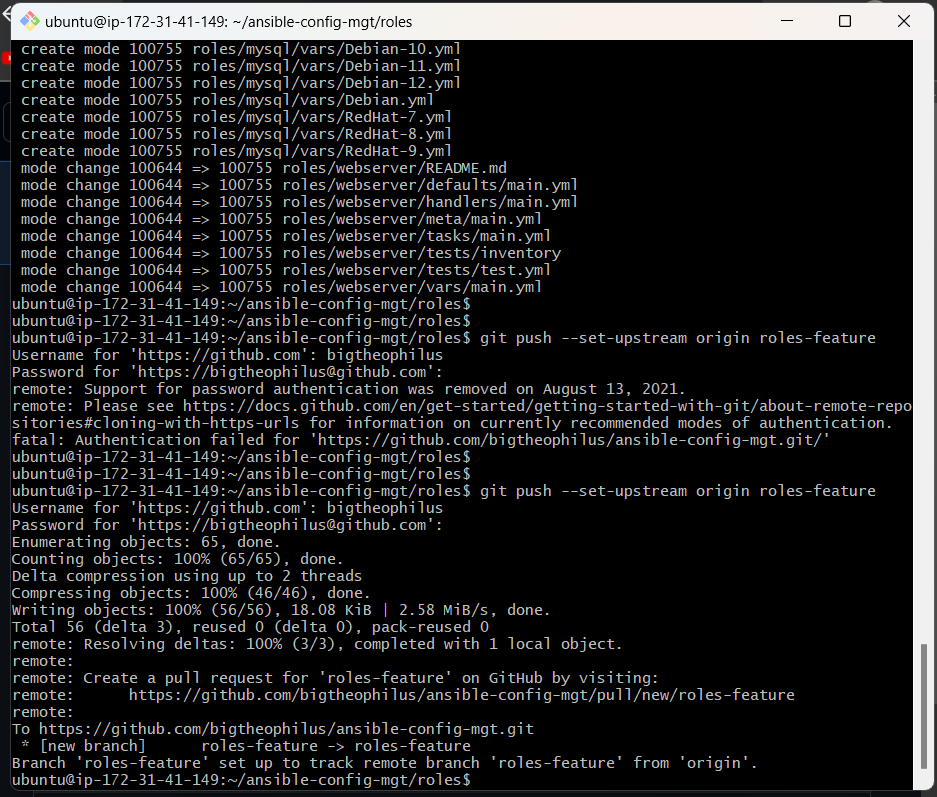 ubuntu@ip-172-31-41-149: ~/ansible-config-mgt/roles
create mode 100755 roles/mysql/vars/Debian-10.yml
create mode 100755 roles/mysql/vars/Debian-11.yml
create mode 100755 roles/mysql/vars/Debian-12.yml
create mode 100755 roles/mysql/vars/Debian.yml
create mode 100755 roles/mysql/vars/RedHat-7.yml
create mode 100755 roles/mysql/vars/RedHat-8.yml
create mode 100755 roles/mysql/vars/RedHat-9.yml
mode change 100644 => 100755 roles/webserver/README.md
mode change 100644 => 100755 roles/webserver/defaults/main.yml
mode change 100644 => 100755 roles/webserver/handlers/main.yml
mode change 100644 => 100755 roles/webserver/meta/main.yml
mode change 100644 => 100755 roles/webserver/tasks/main.yml
mode change 100644 => 100755 roles/webserver/tests/inventory
mode change 100644 => 100755 roles/webserver/tests/test.yml
mode change 100644 => 100755 roles/webserver/vars/main.yml
ubuntu@ip-172-31-41-149:~/ansible-config-mgt/roles$
ubuntu@ip-172-31-41-149:~/ansible-config-mgt/roles$
ubuntu@ip-172-31-41-149:~/ansible-config-mgt/roles$ git push --set-upstream origin roles-feature
Username for 'https://github.com': bigtheophilus
Password for 'https://bigtheophilus@github.com':
remote: Support for password authentication was removed on August 13, 2021.
remote: Please see https://docs.github.com/en/get-started/getting-started-with-git/about-remote-repo
sitories#cloning-with-https-urls for information on currently recommended modes of authentication.
fatal: Authentication failed for 'https://github.com/bigtheophilus/ansible-config-mgt.git/'
ubuntu@ip-172-31-41-149:~/ansible-config-mgt/roles$
ubuntu@ip-172-31-41-149:~/ansible-config-mgt/roles$
ubuntu@ip-172-31-41-149:~/ansible-config-mgt/roles$ git push --set-upstream origin roles-feature
Username for 'https://github.com': bigtheophilus
Password for 'https://bigtheophilus@github.com':
Enumerating objects: 65, done.
Counting objects: 100% (65/65), done.
Delta compression using up to 2 threads
Compressing objects: 100% (46/46), done.
Writing objects: 100% (56/56), 18.08 KiB | 2.58 MiB/s, done.
Total 56 (delta 3), reused 0 (delta 0), pack-reused 0
remote: Resolving deltas: 100% (3/3), completed with 1 local object.
remote:
remote: Create a pull request for 'roles-feature' on GitHub by visiting:
remote:      https://github.com/bigtheophilus/ansible-config-mgt/pull/new/roles-feature
remote:
To https://github.com/bigtheophilus/ansible-config-mgt.git
* [new branch]      roles-feature -> roles-feature
Branch 'roles-feature' set up to track remote branch 'roles-feature' from 'origin'.
ubuntu@ip-172-31-41-149:~/ansible-config-mgt/roles$